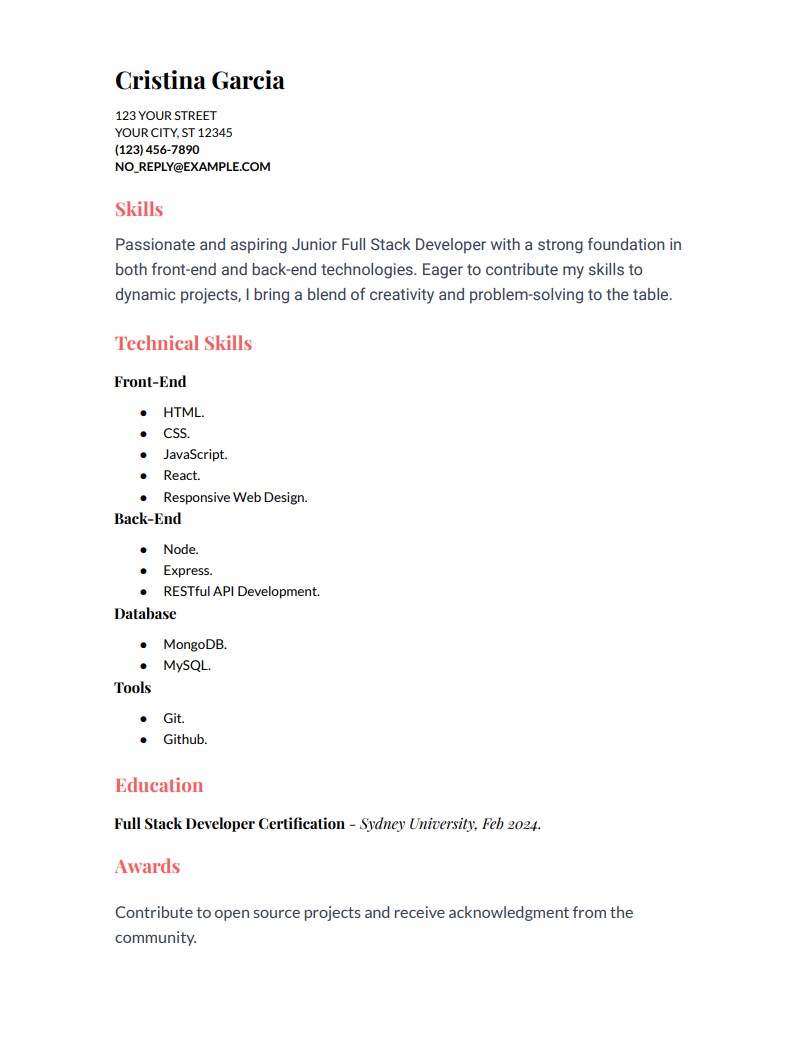 Cristina Garcia
123 YOUR STREET
YOUR CITY, ST 12345
(123) 456-7890
NO_REPLY@EXAMPLE.COM
Skills
Passionate and aspiring Junior Full Stack Developer with a strong foundation in
both front-end and back-end technologies. Eager to contribute my skills to
dynamic projects, I bring a blend of creativity and problem-solving to the table.
Technical Skills
Front-End
● HTML.
● CSS.
● JavaScript.
● React.
● Responsive Web Design.
Back-End
● Node.
● Express.
● RESTful API Development.
Database
● MongoDB.
● MySQL.
Tools
● Git.
● Github.
Education
Full Stack Developer Certification - Sydney University, Feb 2024.
Awards
Contribute to open source projects and receive acknowledgment from the
community.